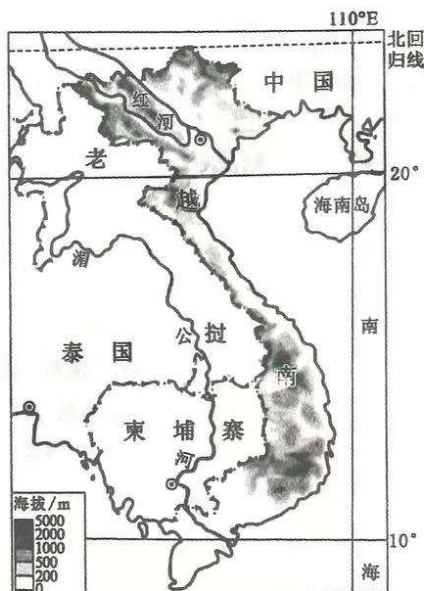 110°E
北回
归线
中国
红
河
老
越
20°
海南岛
湄
公
挝
南
泰国
南
柬埔寨
河
海拔/m
5000
2000
1000
500
200
0
10°
海